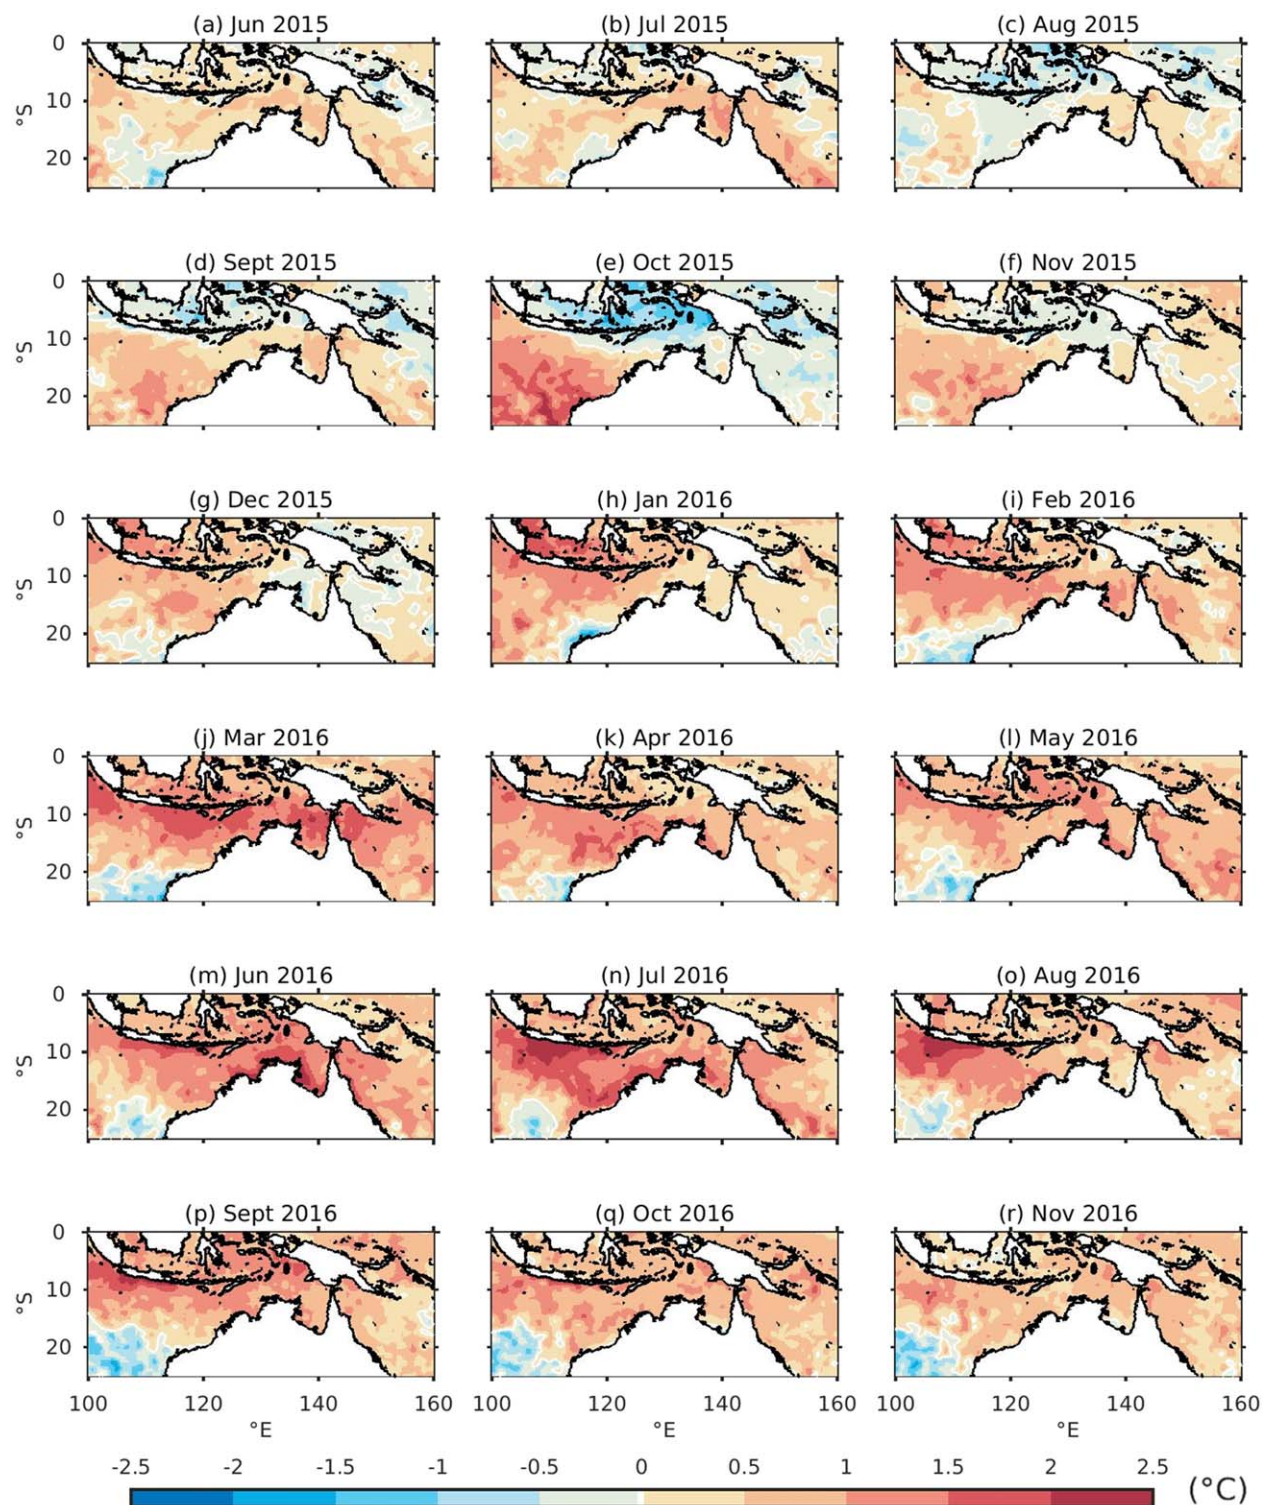 (a) Jun 2015 (b) Jul 2015 (c) Aug 2015
0
10
20
°S
(d) Sept 2015 (e) Oct 2015 (f) Nov 2015
0
10
20
°S
(g) Dec 2015 (h) Jan 2016 (i) Feb 2016
0
10
20
°S
(j) Mar 2016 (k) Apr 2016 (l) May 2016
0
10
20
°S
(m) Jun 2016 (n) Jul 2016 (o) Aug 2016
0
10
20
°S
(p) Sept 2016 (q) Oct 2016 (r) Nov 2016
0
10
20
°S
100 120 140 160 100 120 140 160 100 120 140 160
°E °E °E
-2.5 -2 -1.5 -1 -0.5 0 0.5 1 1.5 2 2.5
(°C)